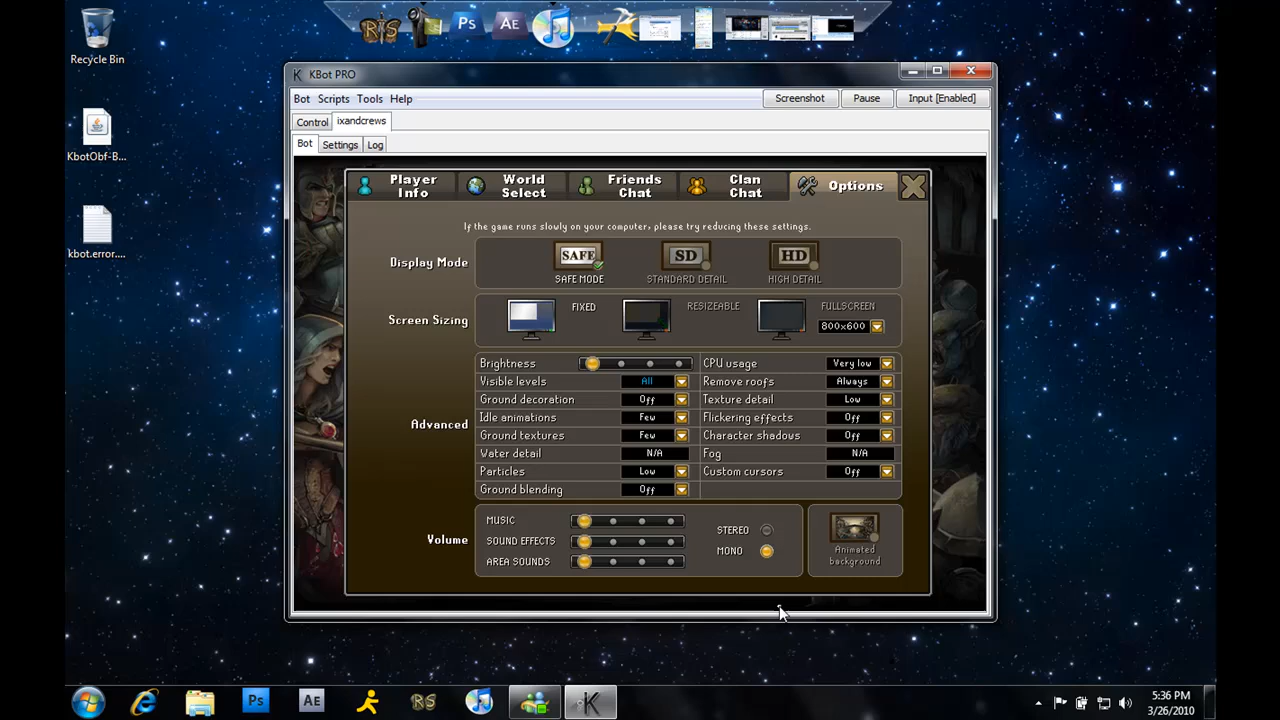 Recycle Bin
KbotObf-B...
kbot.error....
RS
Ps
AE
K KBot PRO
Bot Scripts Tools Help
Screenshot Pause Input [Enabled]
Control ixandcrews
Bot Settings Log
Player Info
World Select
Friends Chat
Clan Chat
Options
If the game runs slowly on your computer, please try reducing these settings.
Display Mode
SAFE SD HD
SAFE MODE STANDARD DETAIL HIGH DETAIL
Screen Sizing
FIXED RESIZEABLE FULLSCREEN
800x600
Advanced
Brightness CPU usage Very low
Visible levels All Remove roofs Always
Ground decoration Off Texture detail Low
Idle animations Few Flickering effects Off
Ground textures Few Character shadows Off
Water detail N/A Fog N/A
Particles Low Custom cursors Off
Ground blending Off
Volume
MUSIC
SOUND EFFECTS
AREA SOUNDS
STEREO
MONO
Animated
background
Ps
AE
RS
K
5:36 PM
3/26/2010